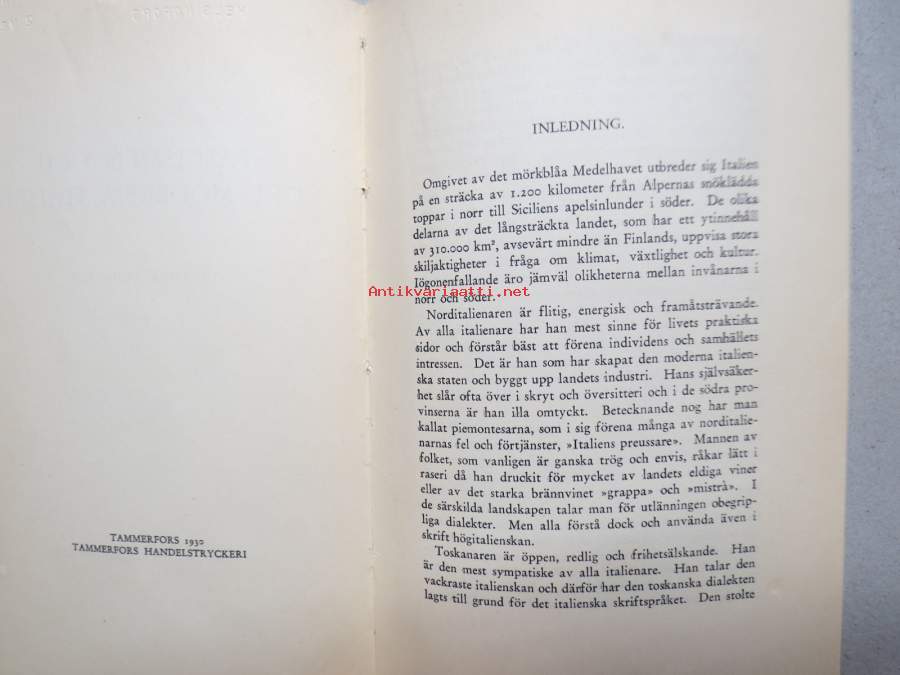 TAMMERFORS 1930
TAMMERFORS HANDELSTRYCKERI
INLEDNING.
Omgivet av det mörkblåa Medelhavet utbreder sig Italien
på en sträcka av 1.200 kilometer från Alpernas snöklädda
toppar i norr till Siciliens apelsinlunder i söder. De olika
delarna av det långsträckta landet, som har ett ytinnehåll
av 310.000 km², avsevärt mindre än Finlands, uppvisa stora
skiljaktigheter i fråga om klimat, växtlighet och kultur.
Iögonenfallande äro jämväl olikheterna mellan invånarna i
norr och söder.
Antikvariaatti.net
Norditalienaren är flitig, energisk och framåtsträvande.
Av alla italienare har han mest sinne för livets praktiska
sidor och förstår bäst att förena individens och samhällets
intressen. Det är han som har skapat den moderna italien-
ska staten och byggt upp landets industri. Hans självsäker-
het slår ofta över i skryt och översitteri och i de södra pro-
vinserna är han illa omtyckt. Betecknande nog har man
kallat piemontesarna, som i sig förena många av norditalie-
narnas fel och förtjänster, »Italiens preussare». Mannen av
folket, som vanligen är ganska trög och envis, råkar lätt i
raseri då han druckit för mycket av landets eldiga viner
eller av det starka brännvinet »grappa» och »mistrà». I
de särskilda landskapen talar man för utlänningen obegrip-
liga dialekter. Men alla förstå dock och använda även i
skrift högitalienskan.
Toskanaren är öppen, redlig och frihetsälskande. Han
är den mest sympatiske av alla italienare. Han talar den
vackraste italienskan och därför har den toskanska dialekten
lagts till grund för det italienska skriftspråket. Den stolte